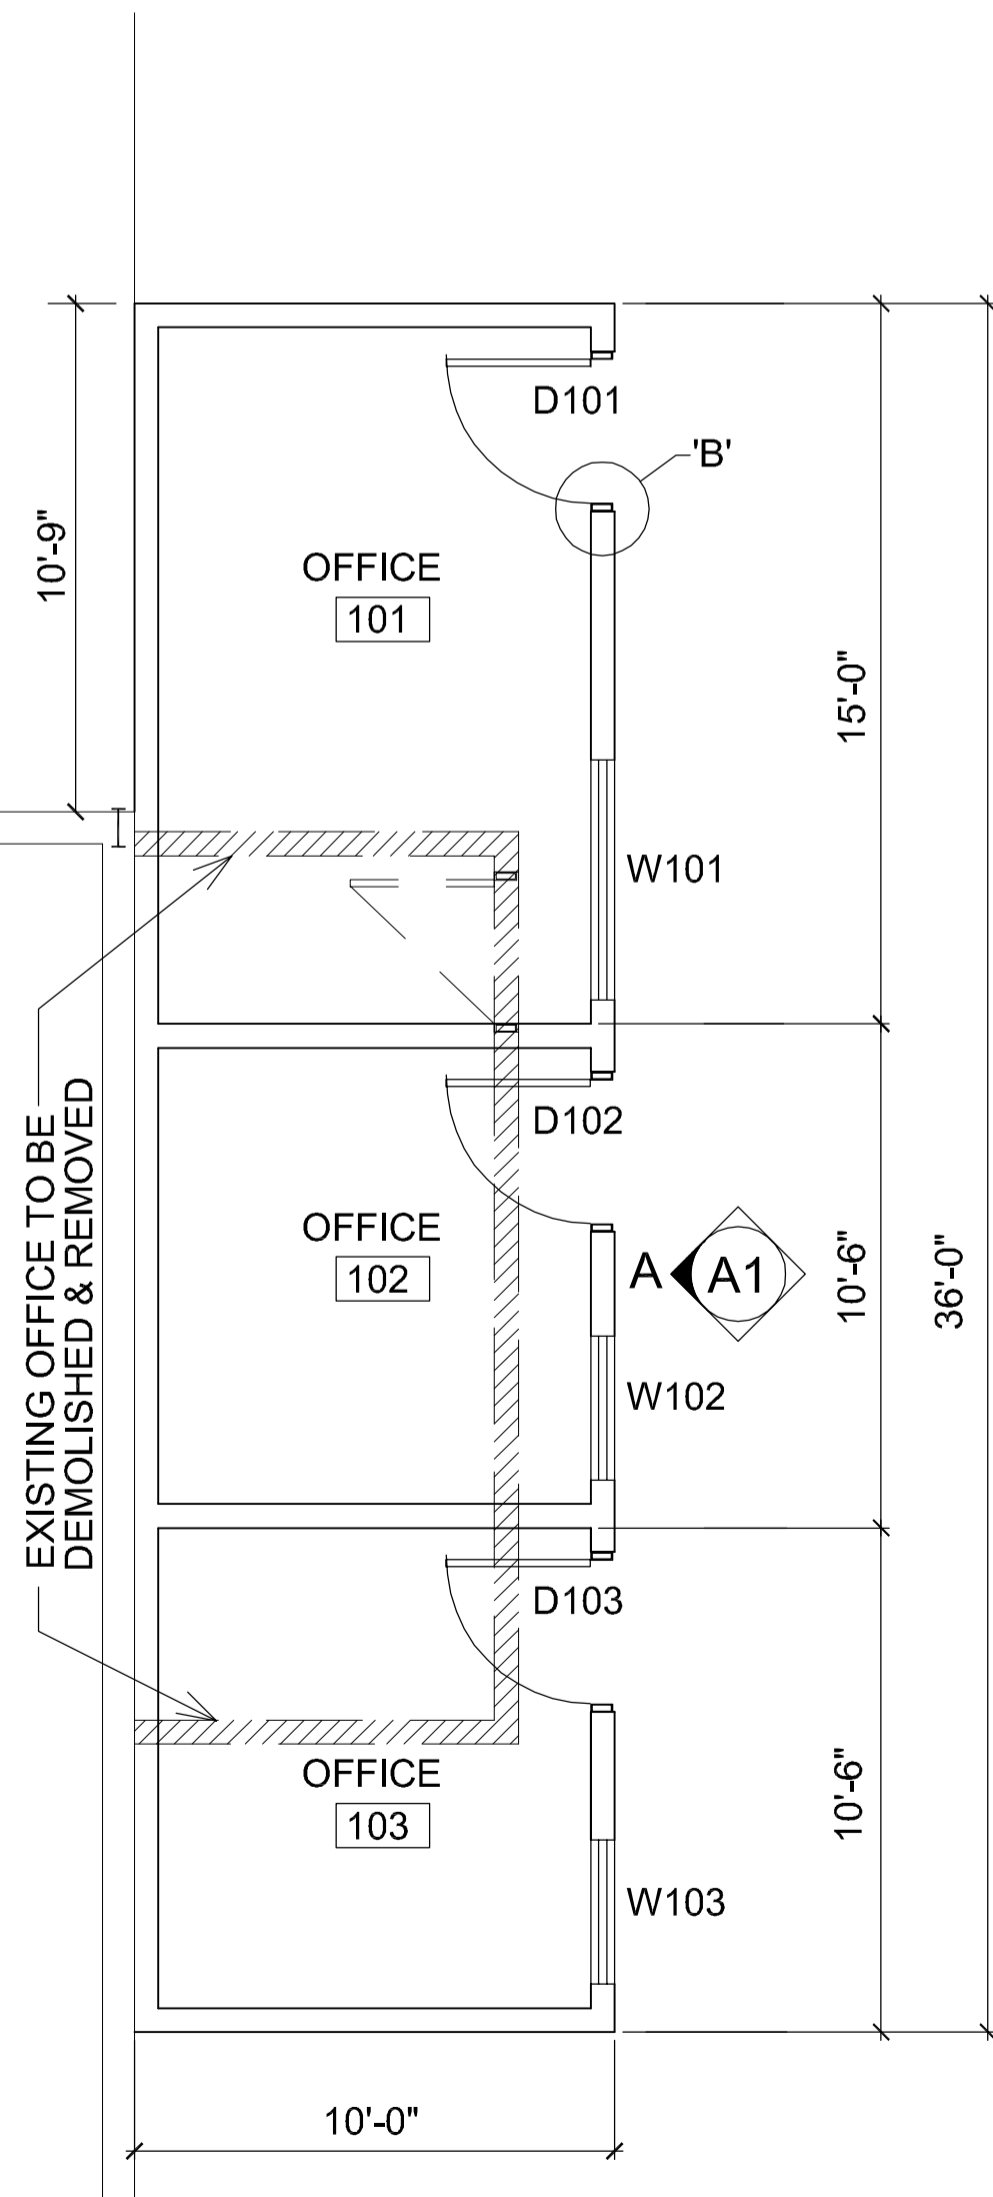 D101
'B'
10'-9"
OFFICE
101
15'-0"
W101
EXISTING OFFICE TO BE
DEMOLISHED & REMOVED
D102
OFFICE
102
A
A1
10'-6"
36'-0"
W102
D103
OFFICE
103
10'-6"
W103
10'-0"